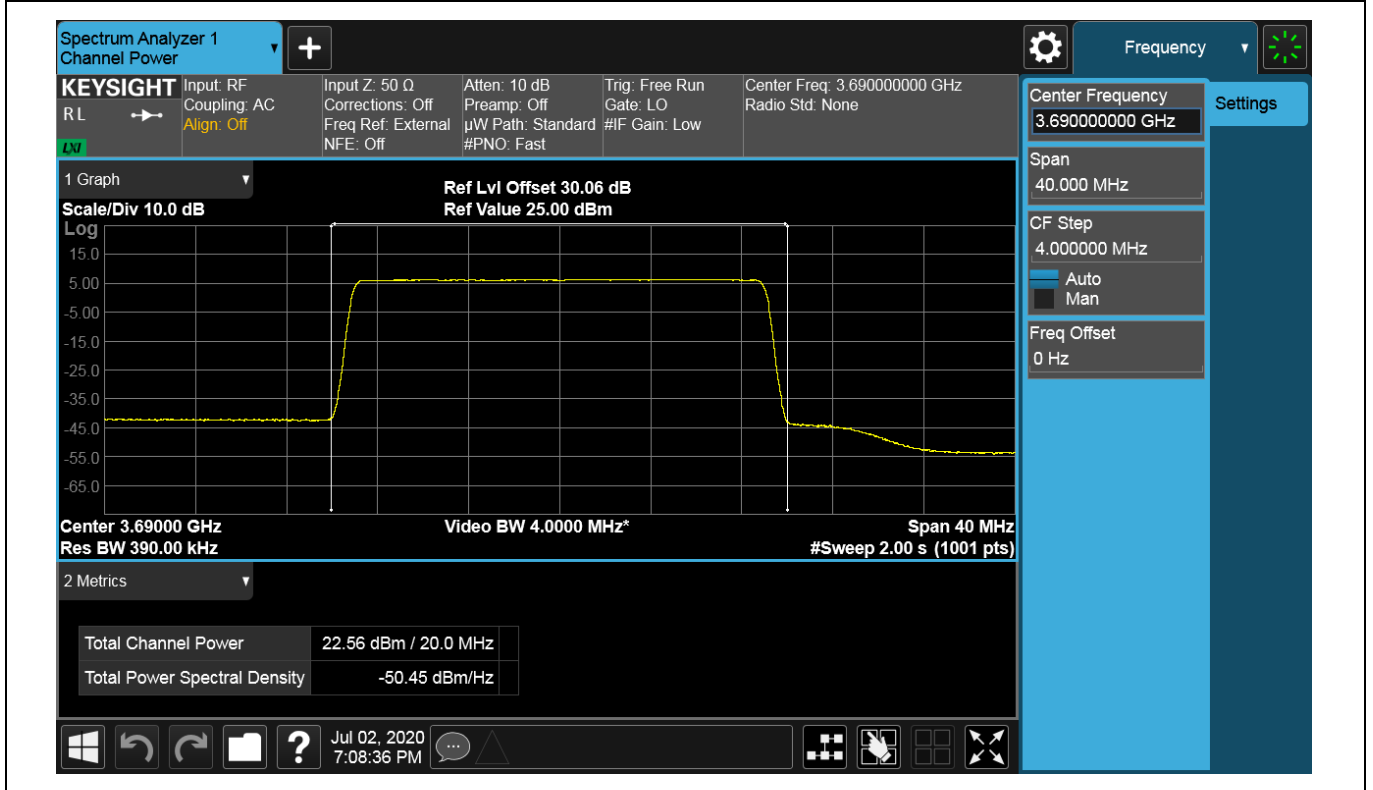 Spectrum Analyzer 1
Channel Power
+
Frequency
KEYSIGHT
RL
LXI
Input: RF
Coupling: AC
Align: Off
Input Z: 50 Ω
Corrections: Off
Freq Ref: External
NFE: Off
Atten: 10 dB
Preamp: Off
µW Path: Standard
#PNO: Fast
Trig: Free Run
Gate: LO
#IF Gain: Low
Center Freq: 3.690000000 GHz
Radio Std: None
Center Frequency
3.690000000 GHz
Settings
Span
40.000 MHz
CF Step
4.000000 MHz
Auto
Man
Freq Offset
0 Hz
1 Graph
Scale/Div 10.0 dB
Ref Lvl Offset 30.06 dB
Ref Value 25.00 dBm
Log
15.0
5.00
-5.00
-15.0
-25.0
-35.0
-45.0
-55.0
-65.0
Center 3.69000 GHz
Video BW 4.0000 MHz*
Span 40 MHz
Res BW 390.00 kHz
#Sweep 2.00 s (1001 pts)
2 Metrics
Total Channel Power 22.56 dBm / 20.0 MHz
Total Power Spectral Density -50.45 dBm/Hz
?
Jul 02, 2020
7:08:36 PM